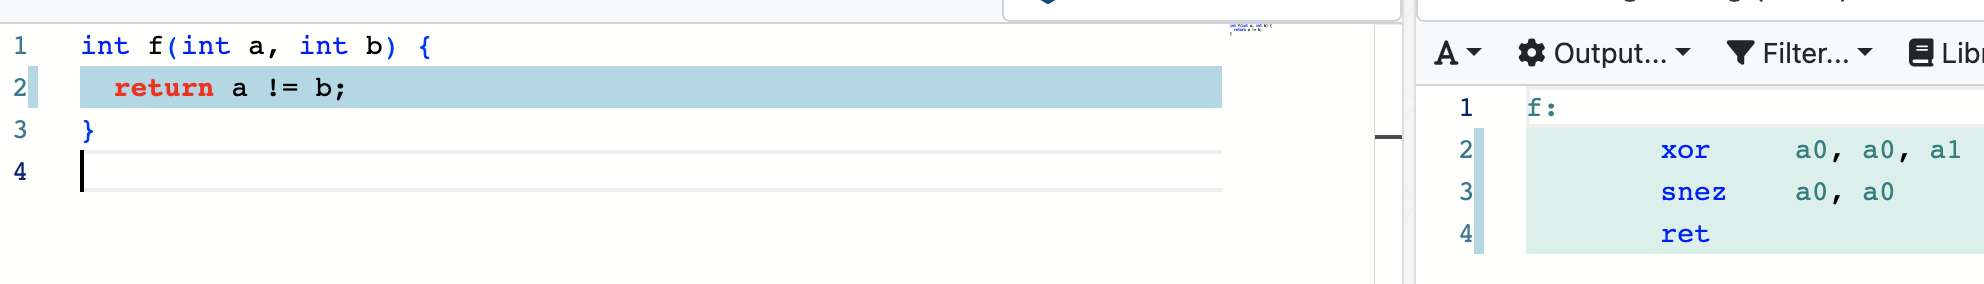 1 int f(int a, int b) {
2 return a != b;
3 }
4
A Output... Filter...
1 f:
2 xor a0, a0, a1
3 snez a0, a0
4 ret